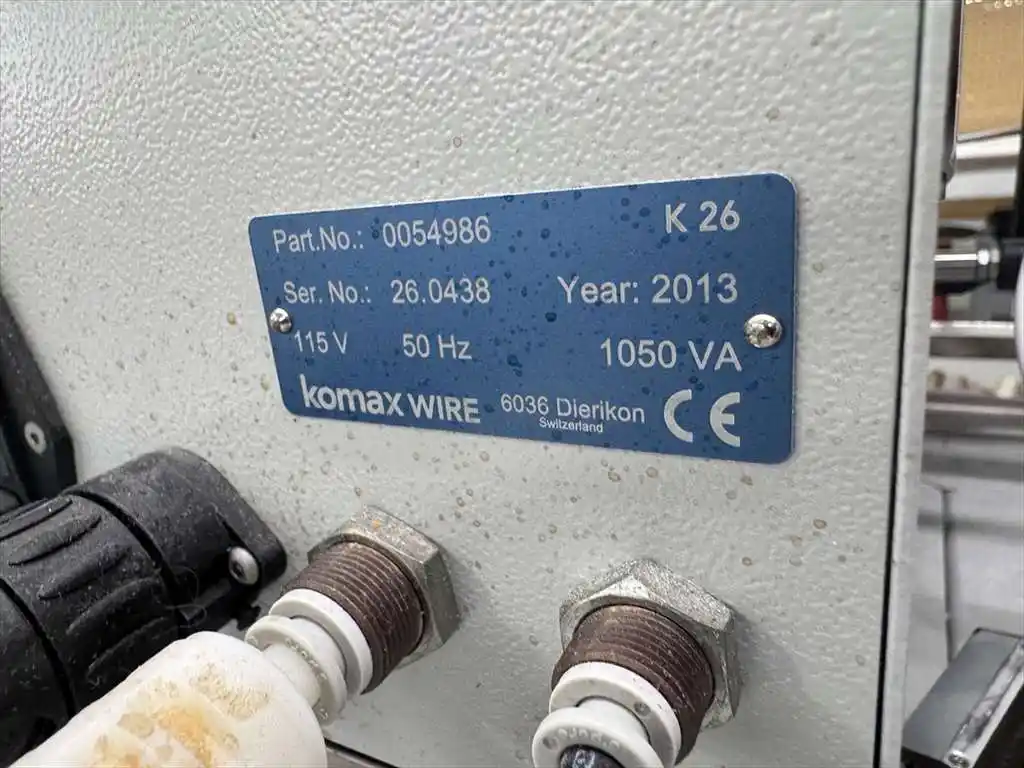 Part.No.: 0054986 K 26
Ser. No.: 26.0438 Year: 2013
115 V 50 Hz 1050 VA
komax WIRE 6036 Dierikon CE
Switzerland